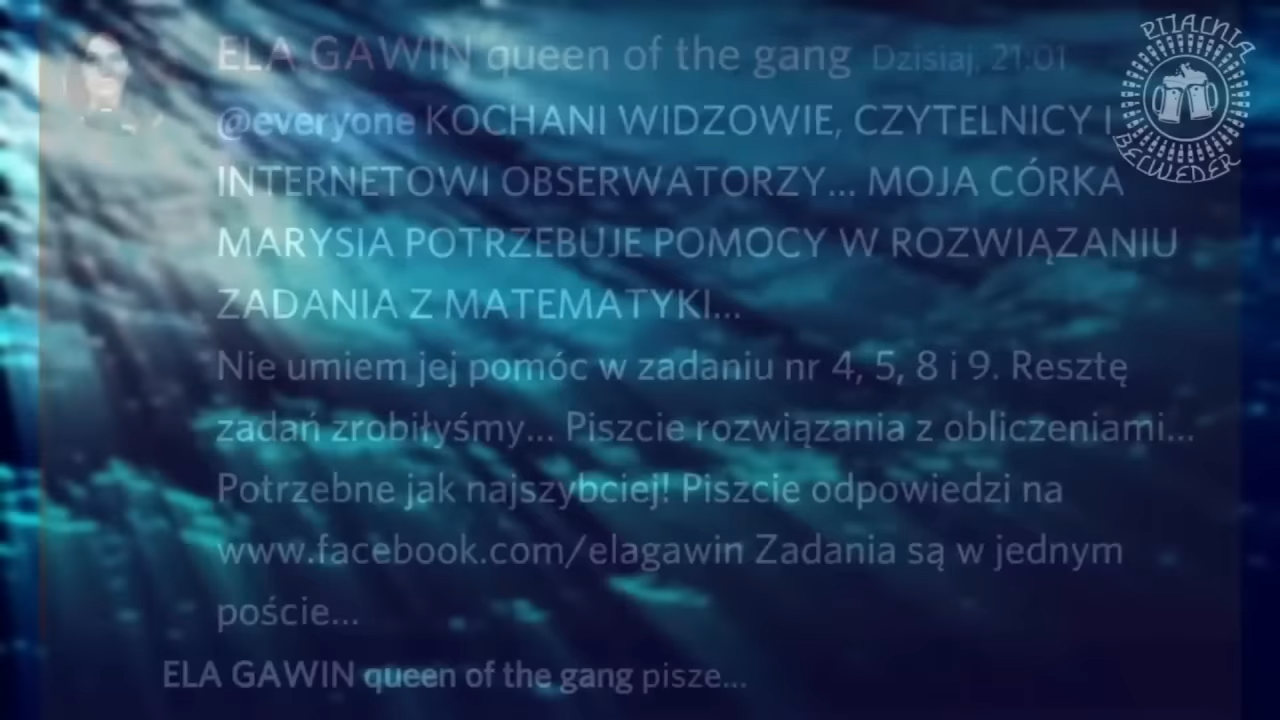 ELA GAWIN queen of the gang Dzisiaj, 21:01
@everyone KOCHANI WIDZOWIE, CZYTELNICY I
INTERNETOWI OBSERWATORZY... MOJA CÓRKA
MARYSIA POTRZEBUJE POMOCY W ROZWIĄZANIU
ZADANIA Z MATEMATYKI...
Nie umiem jej pomóc w zadaniu nr 4, 5, 8 i 9. Resztę
zadań zrobiłyśmy... Piszcie rozwiązania z obliczeniami...
Potrzebne jak najszybciej! Piszcie odpowiedzi na
www.facebook.com/elagawin Zadania są w jednym
poście...
ELA GAWIN queen of the gang pisze...
PIJALNIA
BELWEDER